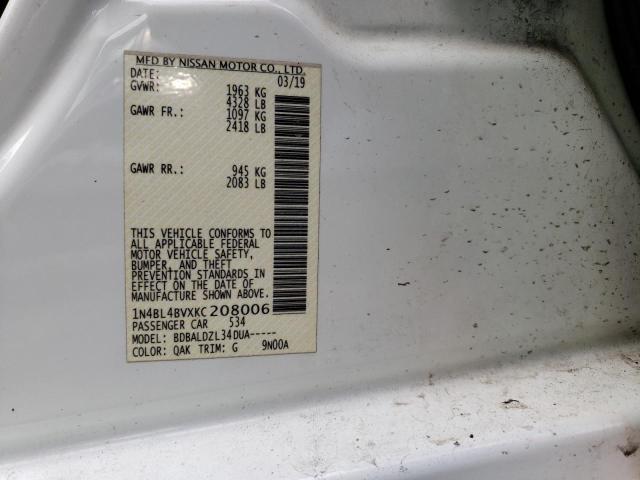 MFD BY NISSAN MOTOR CO., LTD.
DATE: 03/19
GVWR: 1963 KG
4328 LB
GAWR FR.: 1097 KG
2418 LB
GAWR RR.: 945 KG
2083 LB
THIS VEHICLE CONFORMS TO
ALL APPLICABLE FEDERAL
MOTOR VEHICLE SAFETY,
BUMPER, AND THEFT
PREVENTION STANDARDS IN
EFFECT ON THE DATE OF
MANUFACTURE SHOWN ABOVE.
1N4BL4BVXKC208006
PASSENGER CAR 534
MODEL: BDBALDZL34DUA-----
COLOR: QAK TRIM: G 9N00A